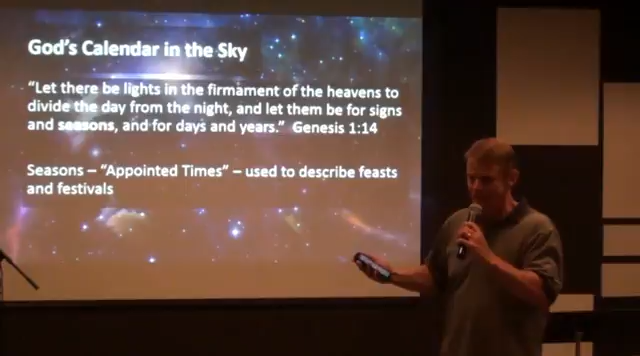 God's Calendar in the Sky
"Let there be lights in the firmament of the heavens to
divide the day from the night, and let them be for signs
and seasons, and for days and years." Genesis 1:14
Seasons – "Appointed Times" – used to describe feasts
and festivals